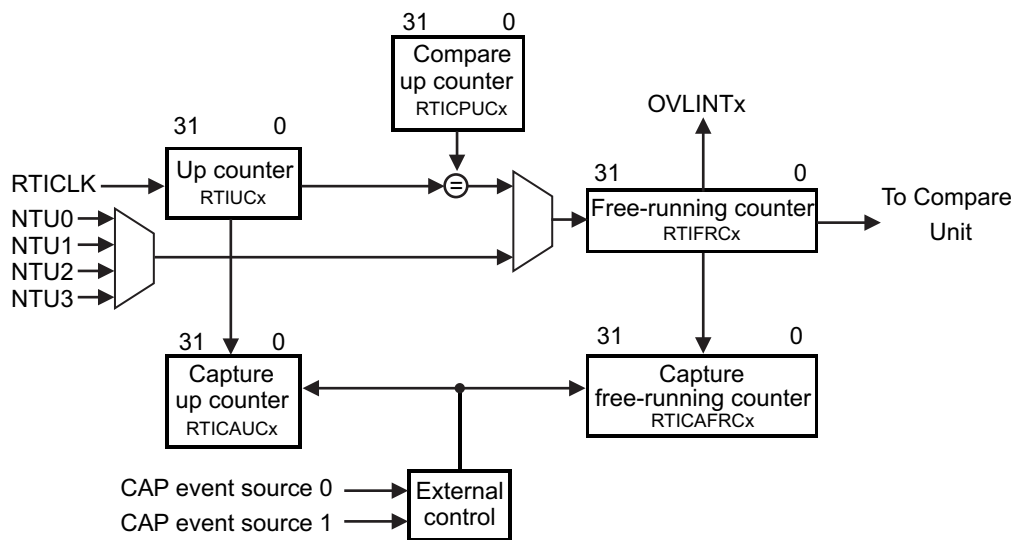 31 0
Compare
up counter
RTICPUCx
OVLINTx
31 0
Up counter
RTIUCx
RTICLK
=
31 0
Free-running counter
RTIFRCx
To Compare
Unit
NTU0
NTU1
NTU2
NTU3
31 0
Capture
up counter
RTICAUCx
31 0
Capture
free-running counter
RTICAFRCx
CAP event source 0
CAP event source 1
External
control